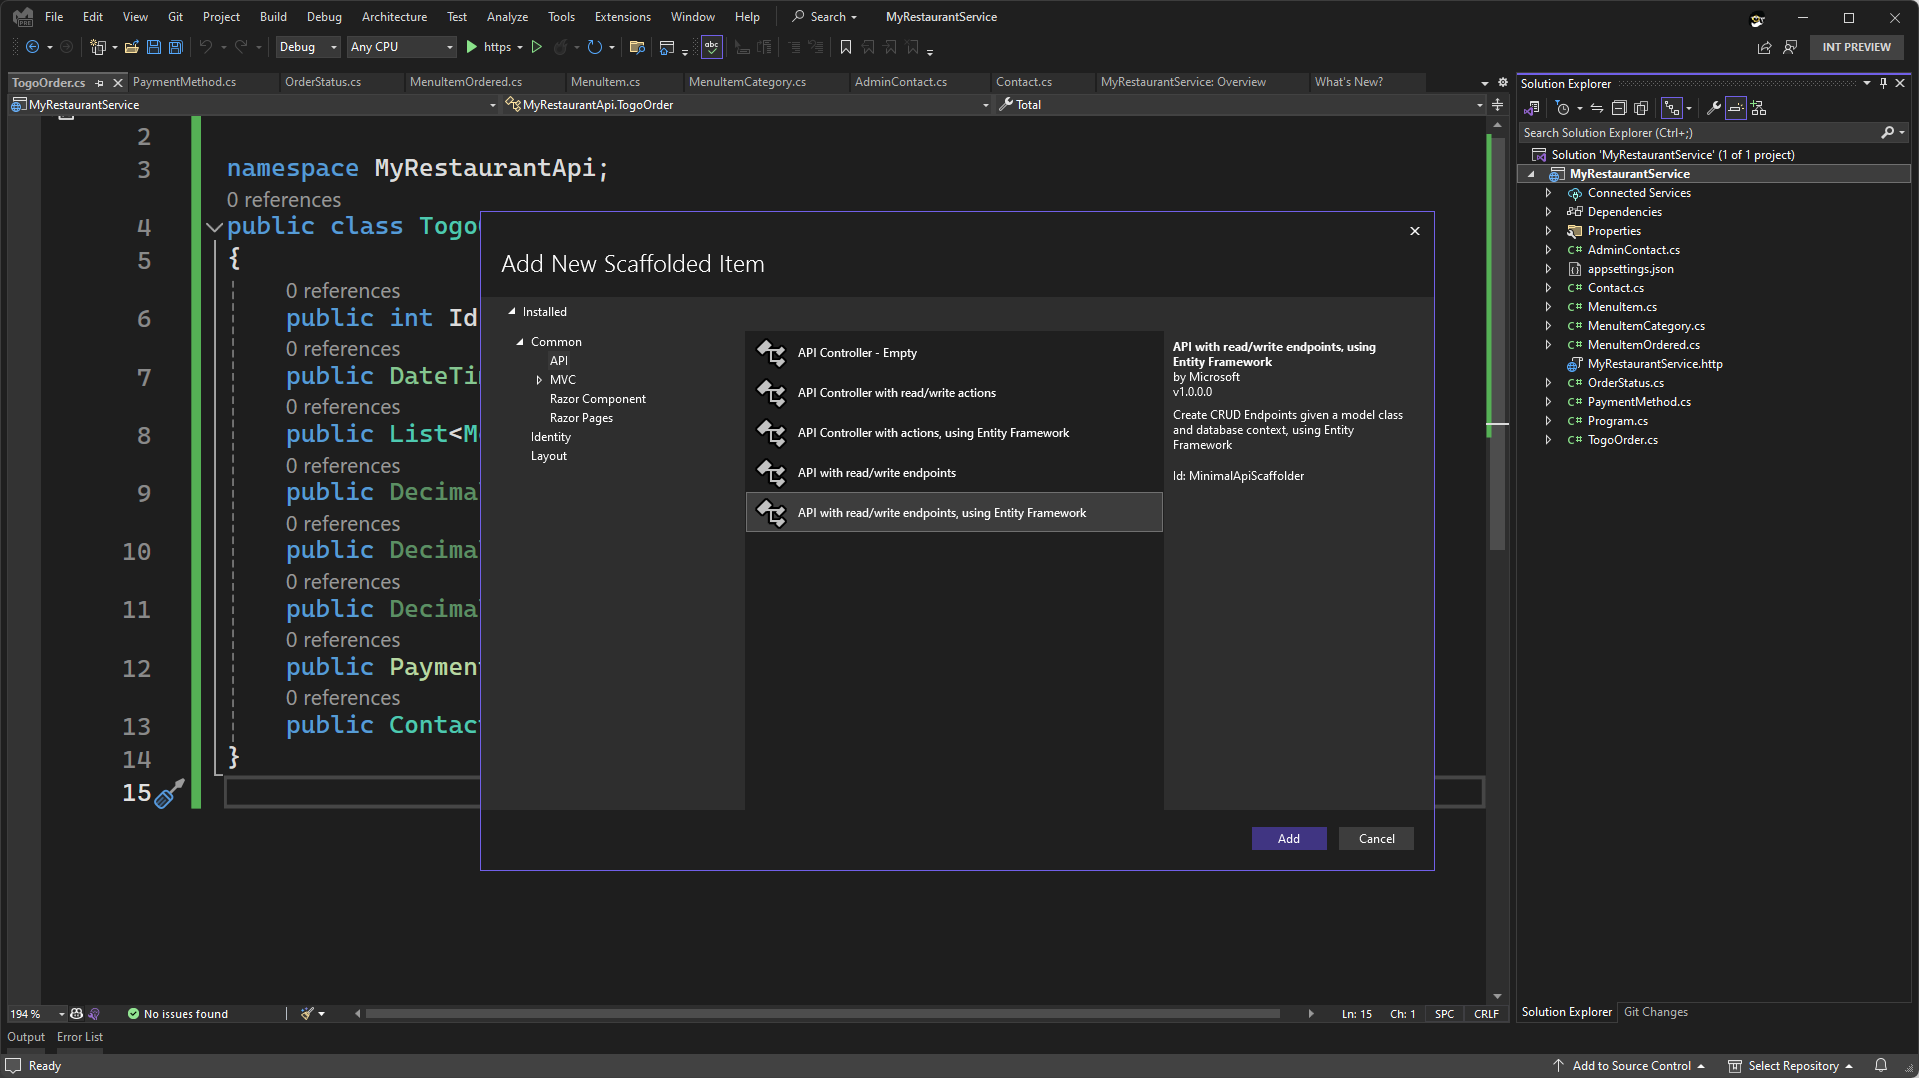 File Edit View Git Project Build Debug Architecture Test Analyze Tools Extensions Window Help Search MyRestaurantService
Debug Any CPU https abc INT PREVIEW
TogoOrder.cs PaymentMethod.cs OrderStatus.cs MenuItemOrdered.cs MenuItem.cs MenuItemCategory.cs AdminContact.cs Contact.cs MyRestaurantService: Overview What's New?
MyRestaurantService MyRestaurantApi.TogoOrder Total
2
3 namespace MyRestaurantApi;
0 references
4 public class Togo
5 {
0 references
6 public int Id
0 references
7 public DateTi
0 references
8 public List<M
0 references
9 public Decima
0 references
10 public Decima
0 references
11 public Decima
0 references
12 public Paymen
0 references
13 public Contac
14 }
15
Add New Scaffolded Item
Installed
Common
API
MVC
Razor Component
Razor Pages
Identity
Layout
API Controller - Empty
API Controller with read/write actions
API Controller with actions, using Entity Framework
API with read/write endpoints
API with read/write endpoints, using Entity Framework
API with read/write endpoints, using
Entity Framework
by Microsoft
v1.0.0.0
Create CRUD Endpoints given a model class
and database context, using Entity
Framework
Id: MinimalApiScaffolder
Add Cancel
Solution Explorer
Search Solution Explorer (Ctrl+;)
Solution 'MyRestaurantService' (1 of 1 project)
MyRestaurantService
Connected Services
Dependencies
Properties
C# AdminContact.cs
appsettings.json
C# Contact.cs
C# MenuItem.cs
C# MenuItemCategory.cs
C# MenuItemOrdered.cs
MyRestaurantService.http
C# OrderStatus.cs
C# PaymentMethod.cs
C# Program.cs
C# TogoOrder.cs
Solution Explorer Git Changes
194 % No issues found Ln: 15 Ch: 1 SPC CRLF
Output Error List
Ready Add to Source Control Select Repository